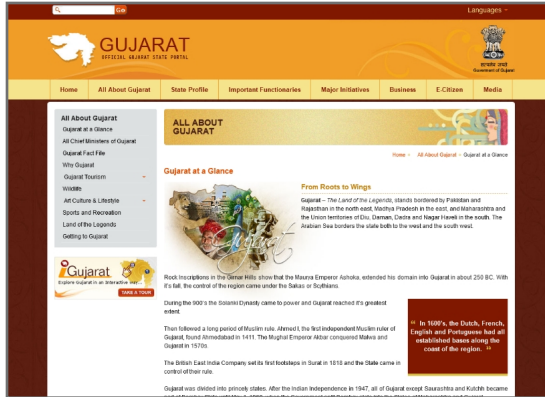 Go
Languages
GUJARAT
OFFICIAL GUJARAT STATE PORTAL
सत्यमेव जयते
Government of Gujarat
Home
All About Gujarat
State Profile
Important Functionaries
Major Initiatives
Business
E-Citizen
Media
All About Gujarat
Gujarat at a Glance
All Chief Ministers of Gujarat
Gujarat Fact File
Why Gujarat
Gujarat Tourism
Wildlife
Art Culture & Lifestyle
Sports and Recreation
Land of the Legends
Getting to Gujarat
iGujarat
Explore Gujarat in an Interactive Way...
TAKE A TOUR
ALL ABOUT
GUJARAT
Home » All About Gujarat » Gujarat at a Glance
Gujarat at a Glance
Gujarat
From Roots to Wings
Gujarat – The Land of the Legends, stands bordered by Pakistan and
Rajasthan in the north east, Madhya Pradesh in the east, and Maharashtra and
the Union territories of Diu, Daman, Dadra and Nagar Haveli in the south. The
Arabian Sea borders the state both to the west and the south west.
Rock Inscriptions in the Girnar Hills show that the Maurya Emperor Ashoka, extended his domain into Gujarat in about 250 BC. With
it's fall, the control of the region came under the Sakas or Scythians.
During the 900's the Solanki Dynasty came to power and Gujarat reached it's greatest
extent.
Then followed a long period of Muslim rule. Ahmed I, the first independent Muslim ruler of
Gujarat, found Ahmedabad in 1411. The Mughal Emperor Akbar conquered Malwa and
Gujarat in 1570s.
The British East India Company set its first footsteps in Surat in 1818 and the State came in
control of their rule.
“ In 1600's, the Dutch, French,
English and Portuguese had all
established bases along the
coast of the region. ”
Gujarat was divided into princely states. After the Indian Independence in 1947, all of Gujarat except Saurashtra and Kutchh became